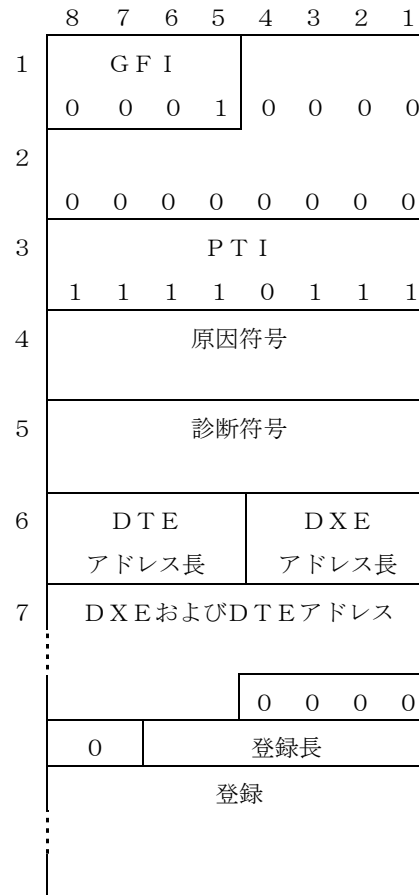 8 7 6 5 4 3 2 1
1 ＧＦＩ
0 0 0 1 0 0 0 0
2
0 0 0 0 0 0 0 0
3 ＰＴＩ
1 1 1 1 0 1 1 1
4 原因符号
5 診断符号
6 ＤＴＥ ＤＸＥ
アドレス長 アドレス長
7 ＤＸＥおよびＤＴＥアドレス
0 0 0 0
0 登録長
登録